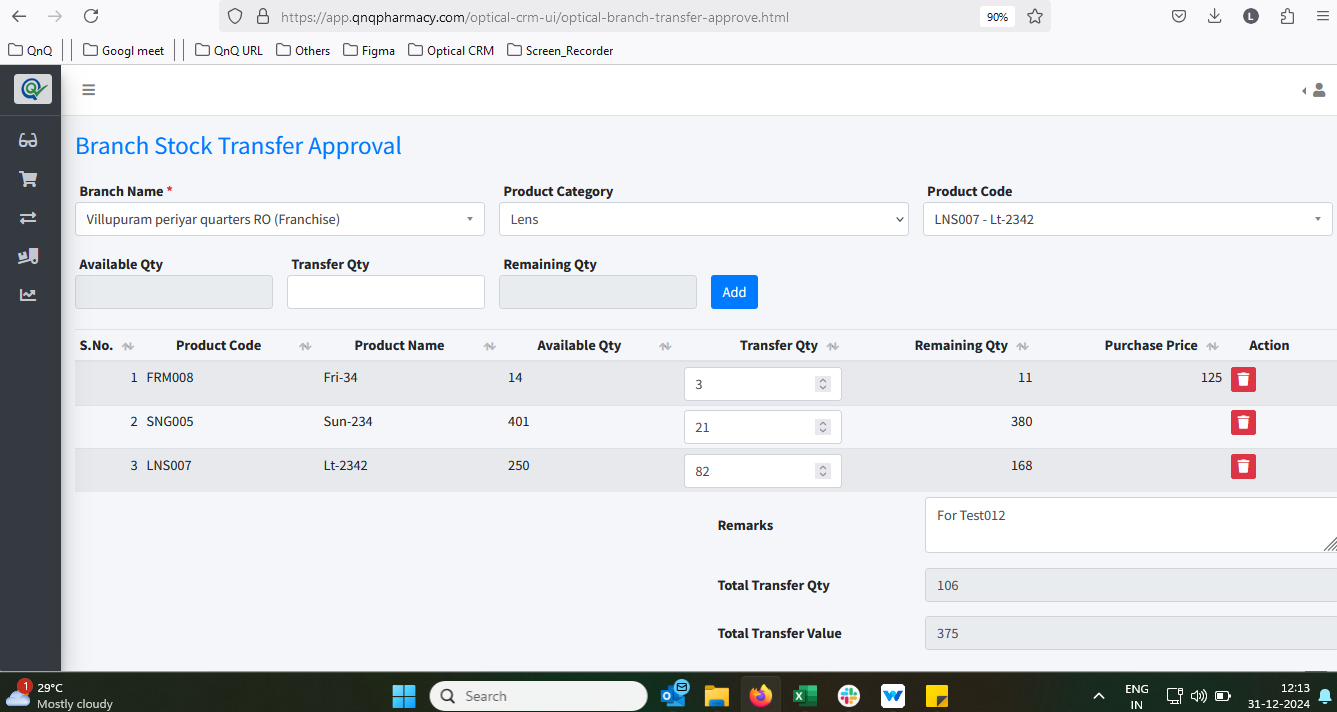 https://app.qnqpharmacy.com/optical-crm-ui/optical-branch-transfer-approve.html
90%
L
QnQ
Googl meet
QnQ URL
Others
Figma
Optical CRM
Screen_Recorder
Branch Stock Transfer Approval
Branch Name *
Product Category
Product Code
Villupuram periyar quarters RO (Franchise)
Lens
LNS007 - Lt-2342
Available Qty
Transfer Qty
Remaining Qty
Add
S.No. Product Code Product Name Available Qty Transfer Qty Remaining Qty Purchase Price Action
1 FRM008 Fri-34 14 3 11 125
2 SNG005 Sun-234 401 21 380
3 LNS007 Lt-2342 250 82 168
Remarks
For Test012
Total Transfer Qty
106
Total Transfer Value
375
1
29°C
Mostly cloudy
Search
ENG
IN
12:13
31-12-2024